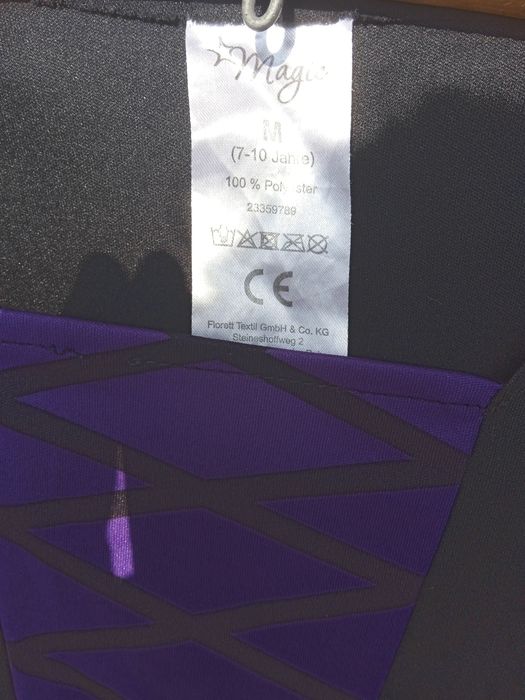 Magic
M
(7-10 Jahre)
100 % Polyester
23359789
CE
Florett Textil GmbH & Co. KG
Steineshoffweg 2